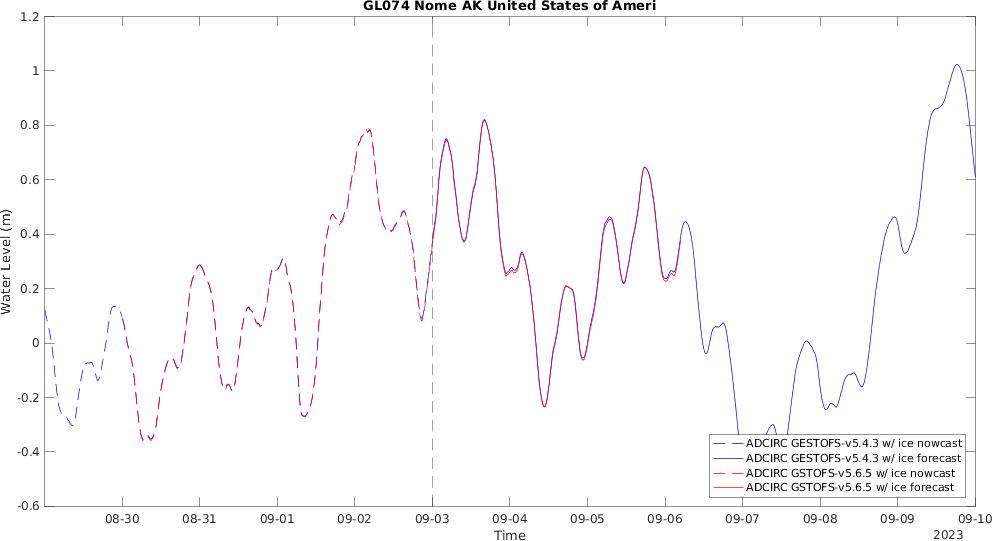 GL074 Nome AK United States of Ameri
1.2
1
0.8
0.6
0.4
0.2
0
-0.2
-0.4
-0.6
Water Level (m)
ADCIRC GESTOFS-v5.4.3 w/ ice nowcast
ADCIRC GESTOFS-v5.4.3 w/ ice forecast
ADCIRC GSTOFS-v5.6.5 w/ ice nowcast
ADCIRC GSTOFS-v5.6.5 w/ ice forecast
08-30 08-31 09-01 09-02 09-03 09-04 09-05 09-06 09-07 09-08 09-09 09-10
Time
2023